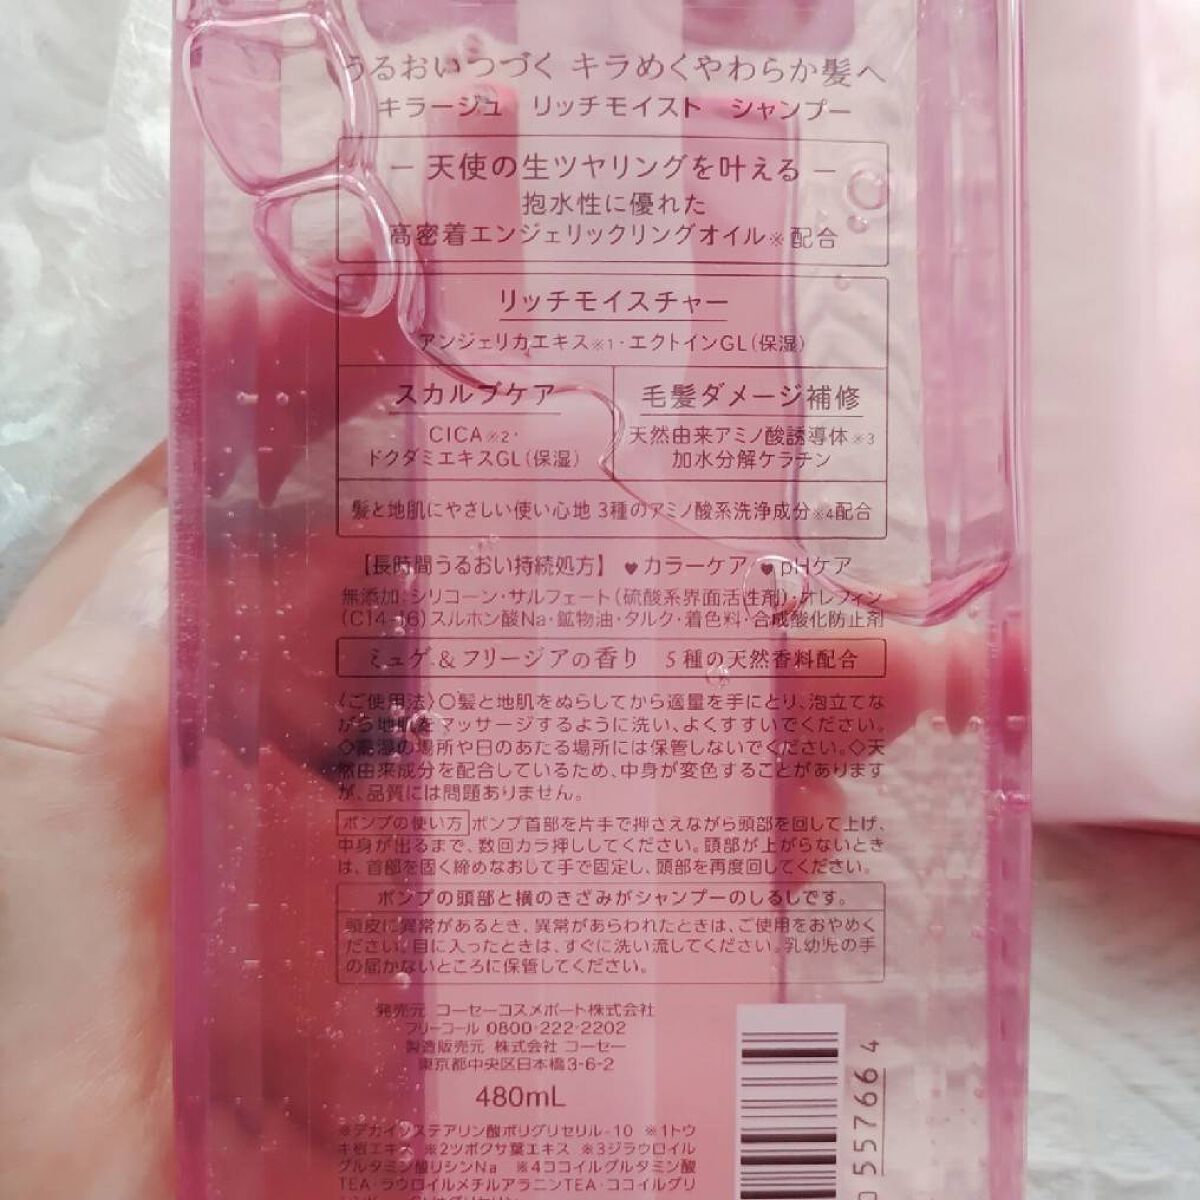 うるおいつづく キラめくやわらか髪へ
キラージュ リッチモイスト シャンプー
― 天使の生ツヤリングを叶える ―
抱水性に優れた
高密着エンジェリックリングオイル※配合
リッチモイスチャー
アンジェリカエキス※1・エクトインGL(保湿)
スカルプケア
CICA※2・
ドクダミエキスGL(保湿)
毛髪ダメージ補修
天然由来アミノ酸誘導体※3
加水分解ケラチン
髪と地肌にやさしい使い心地 3種のアミノ酸系洗浄成分※4配合
【長時間うるおい持続処方】 ♥カラーケア/♥pHケア
無添加:シリコーン・サルフェート(硫酸系界面活性剤)・オレフィン
(C14-16)スルホン酸Na・鉱物油・タルク・着色料・合成酸化防止剤
ミュゲ&フリージアの香り 5種の天然香料配合
〈ご使用法〉○髪と地肌をぬらしてから適量を手にとり、泡立てな
がら地肌をマッサージするように洗い、よくすすいでください。
◇高湿の場所や日のあたる場所には保管しないでください。◇天
然由来成分を配合しているため、中身が変色することがあります
が、品質には問題ありません。
ポンプの使い方 ポンプ首部を片手で押さえながら頭部を回して上げ、
中身が出るまで、数回カラ押ししてください。頭部が上がらないとき
は、首部を固く締めなおして手で固定し、頭部を再度回してください。
ポンプの頭部と横のきざみがシャンプーのしるしです。
頭皮に異常があるとき、異常があらわれたときは、ご使用をおやめく
ださい。目に入ったときは、すぐに洗い流してください。乳幼児の手
の届かないところに保管してください。
発売元 コーセーコスメポート株式会社
フリーコール 0800-222-2202
製造販売元 株式会社 コーセー
東京都中央区日本橋3-6-2
480mL
※デカイソステアリン酸ポリグリセリル-10 ※1トウ
キ根エキス ※2ツボクサ葉エキス ※3ジラウロイル
グルタミン酸リシンNa ※4ココイルグルタミン酸
TEA・ラウロイルメチルアラニンTEA・ココイルグリ
055766 4